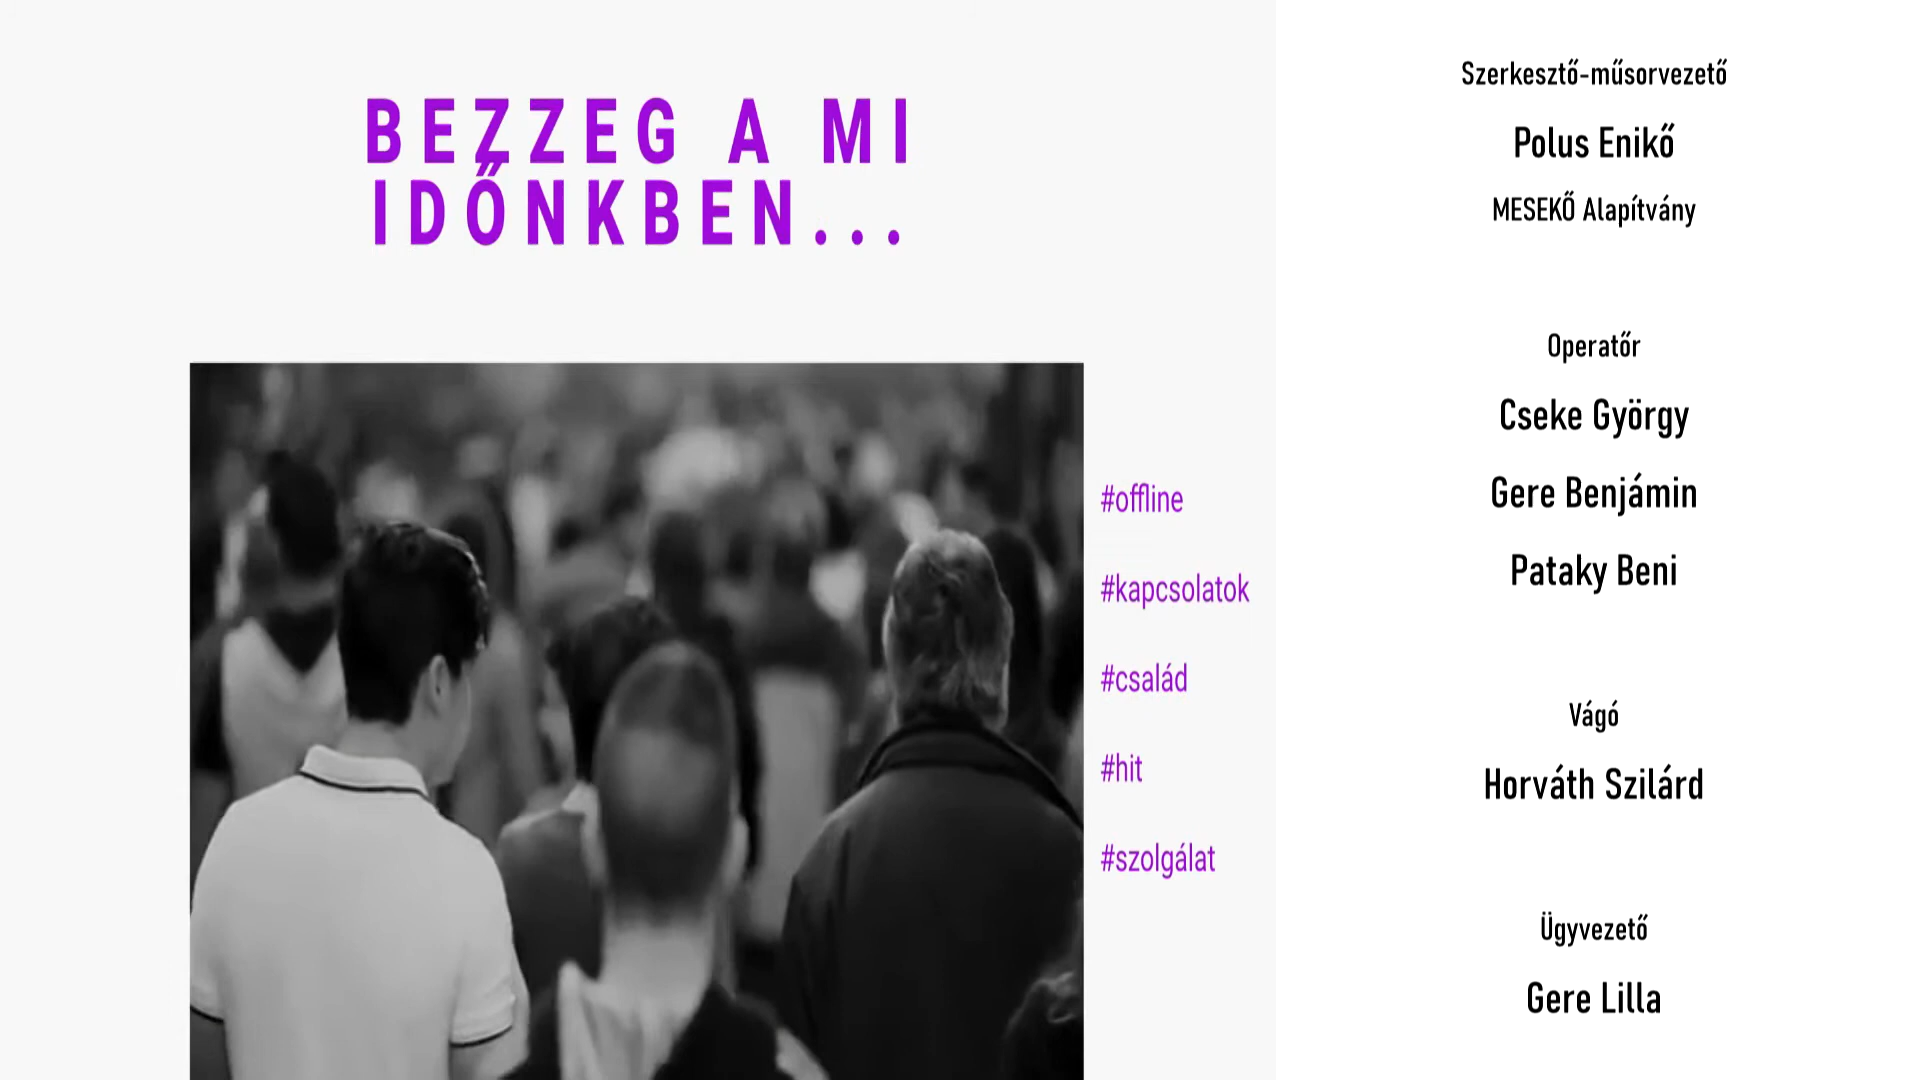 BEZZEG A MI
IDŐNKBEN...
#offline
#kapcsolatok
#család
#hit
#szolgálat
Szerkesztő-műsorvezető
Polus Enikő
MESEKŐ Alapítvány
Operatőr
Cseke György
Gere Benjámin
Pataky Beni
Vágó
Horváth Szilárd
Ügyvezető
Gere Lilla